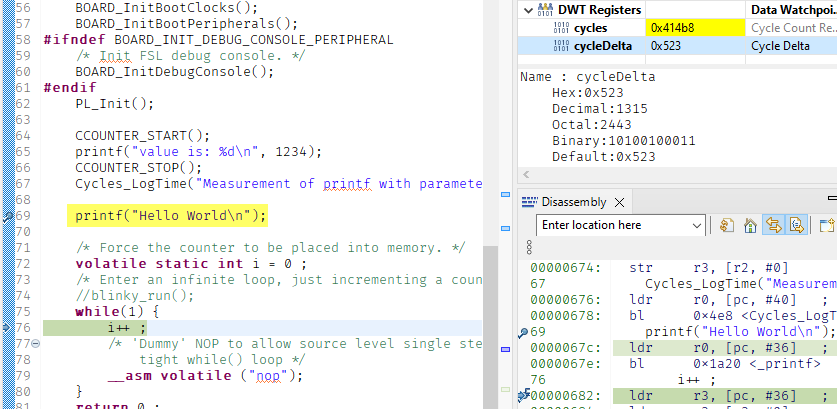 56 BOARD_InitBootClocks();
57 BOARD_InitBootPeripherals();
58 #ifndef BOARD_INIT_DEBUG_CONSOLE_PERIPHERAL
59 /* Init FSL debug console. */
60 BOARD_InitDebugConsole();
61 #endif
62 PL_Init();
63
64 CCOUNTER_START();
65 printf("value is: %d\n", 1234);
66 CCOUNTER_STOP();
67 Cycles_LogTime("Measurement of printf with paramete
68
69 printf("Hello World\n");
70
71 /* Force the counter to be placed into memory. */
72 volatile static int i = 0 ;
73 /* Enter an infinite loop, just incrementing a coun
74 //blinky_run();
75 while(1) {
76 i++ ;
77 /* 'Dummy' NOP to allow source level single ste
78 tight while() loop */
79 __asm volatile ("nop");
80 }
81 return 0 ;
DWT Registers Data Watchpoi...
cycles 0x414b8 Cycle Count Re...
cycleDelta 0x523 Cycle Delta
Name : cycleDelta
Hex:0x523
Decimal:1315
Octal:2443
Binary:10100100011
Default:0x523
Disassembly
Enter location here
00000674: str r3, [r2, #0]
67 Cycles_LogTime("Measurem
00000676: ldr r0, [pc, #40] ;
00000678: bl 0x4e8 <Cycles_LogT
69 printf("Hello World\n");
0000067c: ldr r0, [pc, #36] ;
0000067e: bl 0x1a20 <_printf>
76 i++ ;
00000682: ldr r3, [pc, #36] ;